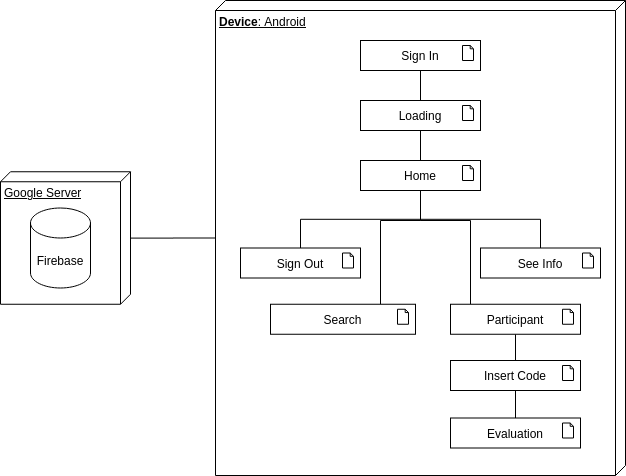 Device: Android
Sign In
Loading
Home
Google Server
Firebase
Sign Out
See Info
Search
Participant
Insert Code
Evaluation